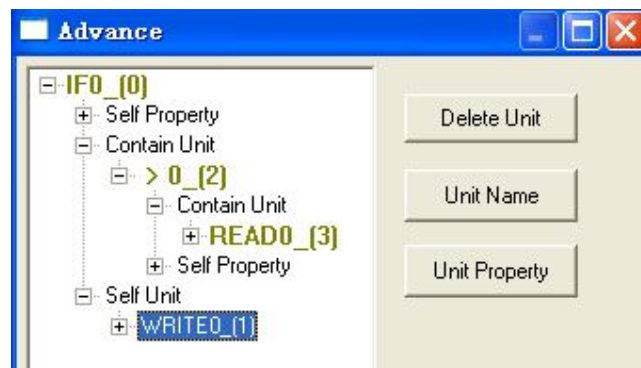 Advance
IF0_(0)
Self Property
Contain Unit
> 0_(2)
Contain Unit
READ0_(3)
Self Property
Self Unit
WRITE0_(1)
Delete Unit
Unit Name
Unit Property